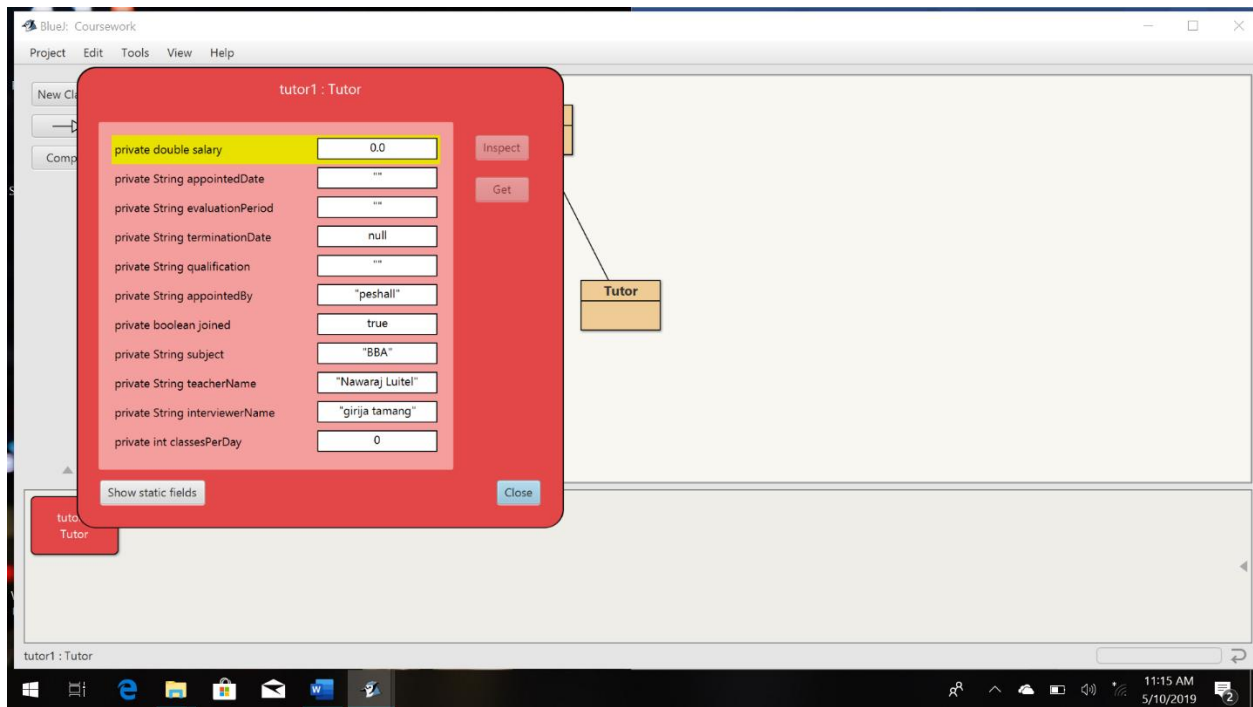 BlueJ: Coursework
Project Edit Tools View Help
New Cla
Comp
tutor1 : Tutor
private double salary 0.0
private String appointedDate ""
private String evaluationPeriod ""
private String terminationDate null
private String qualification ""
private String appointedBy "peshall"
private boolean joined true
private String subject "BBA"
private String teacherName "Nawaraj Luitel"
private String interviewerName "girija tamang"
private int classesPerDay 0
Inspect
Get
Show static fields
Close
Tutor
tuto
Tutor
tutor1 : Tutor
11:15 AM
5/10/2019
2